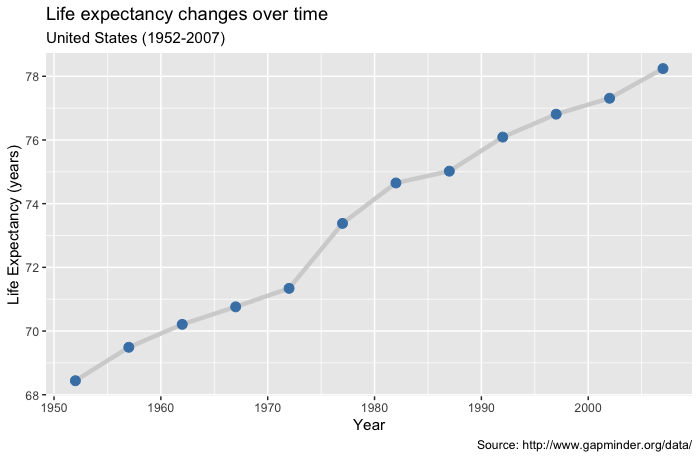 Life expectancy changes over time
United States (1952-2007)
Life Expectancy (years)
78
76
74
72
70
68
1950 1960 1970 1980 1990 2000
Year
Source: http://www.gapminder.org/data/